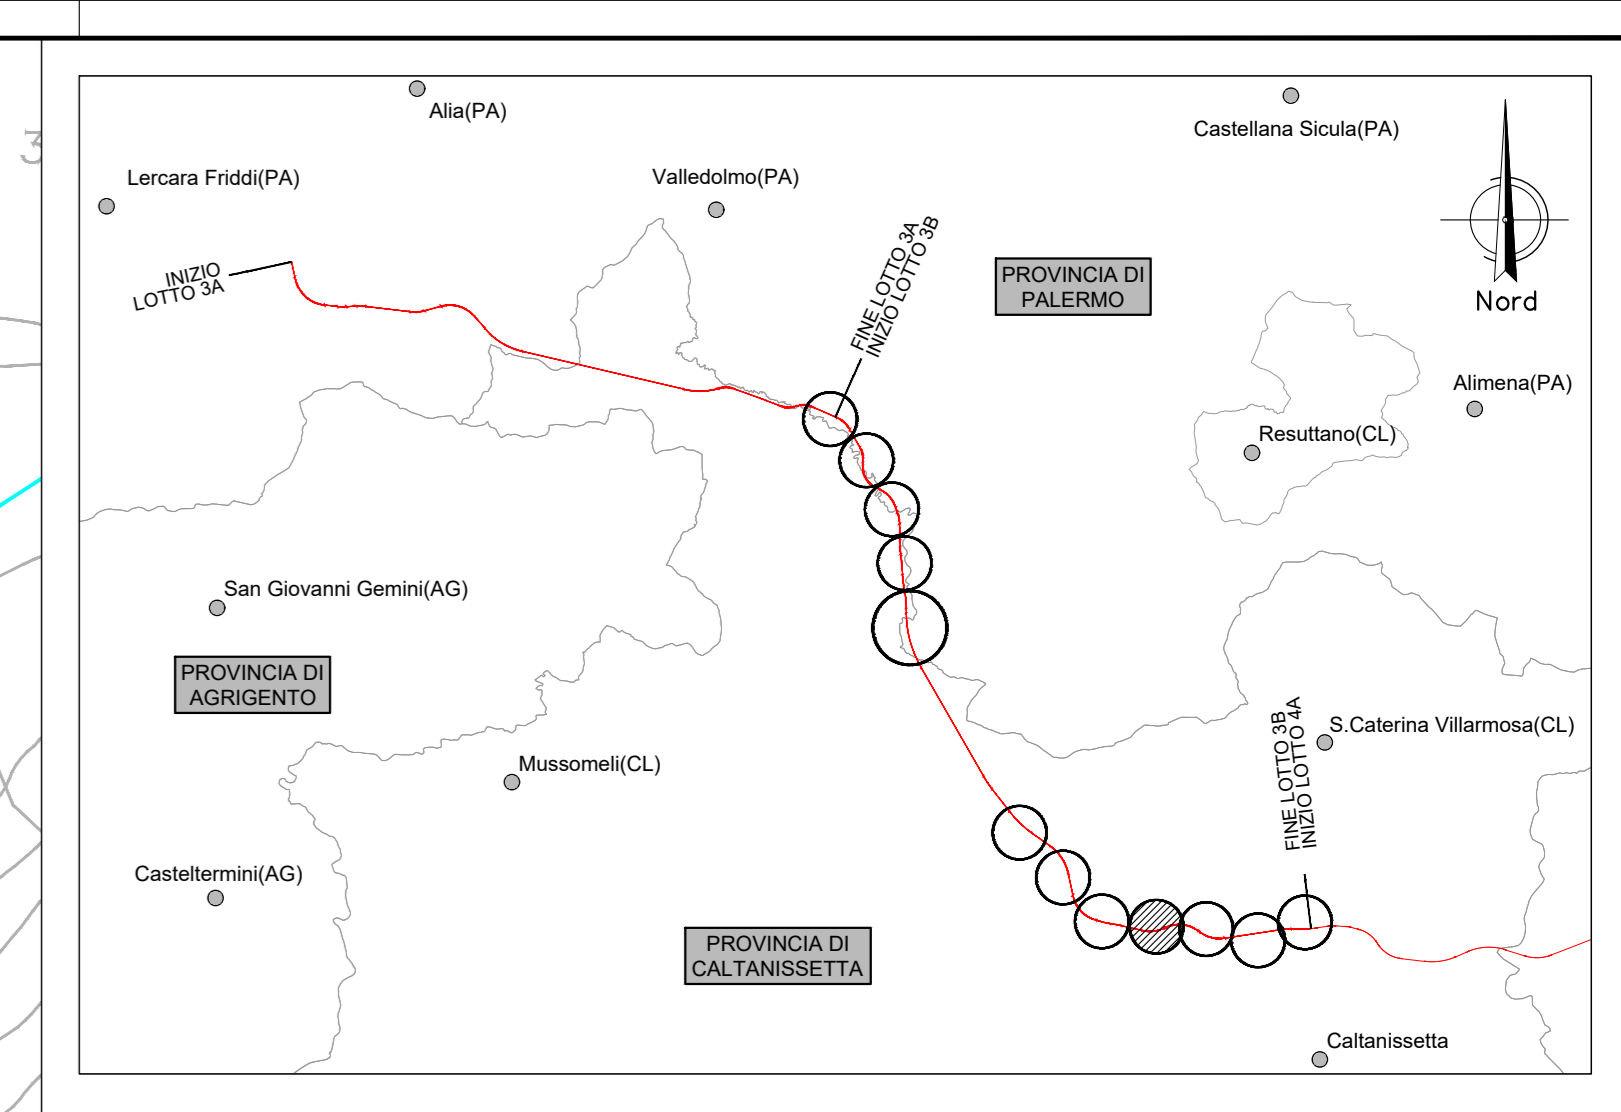 Alia(PA)
Castellana Sicula(PA)
Lercara Friddi(PA)
Valledolmo(PA)
INIZIO
LOTTO 3A
FINE LOTTO 3A
INIZIO LOTTO 3B
PROVINCIA DI
PALERMO
Nord
Alimena(PA)
Resuttano(CL)
San Giovanni Gemini(AG)
PROVINCIA DI
AGRIGENTO
FINE LOTTO 3B
INIZIO LOTTO 4A
S.Caterina Villarmosa(CL)
Mussomeli(CL)
Casteltermini(AG)
PROVINCIA DI
CALTANISSETTA
Caltanissetta